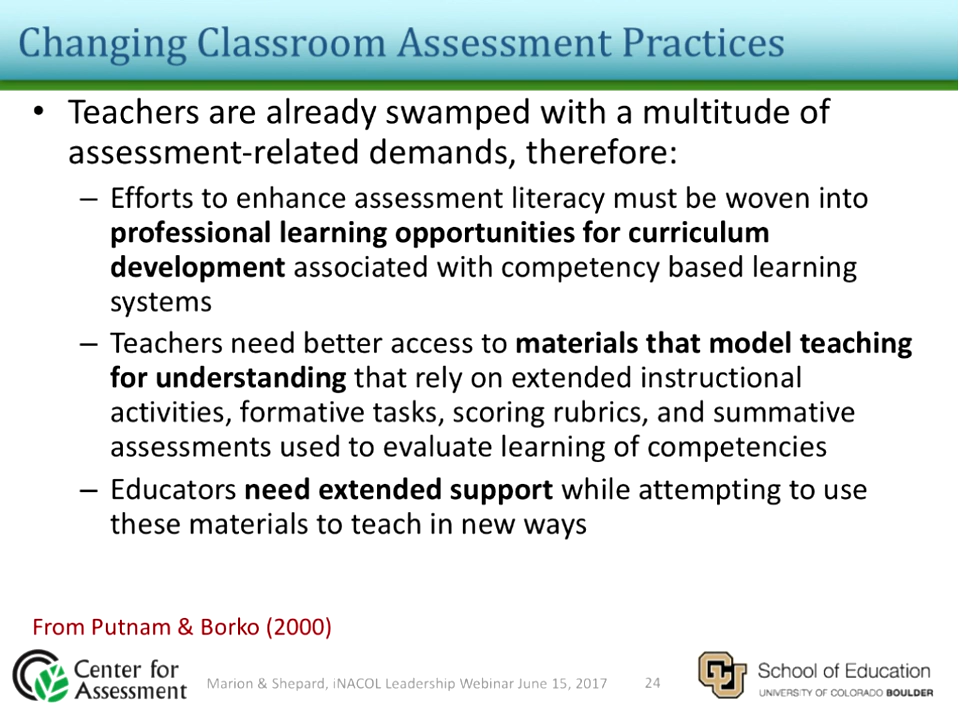 Changing Classroom Assessment Practices
• Teachers are already swamped with a multitude of
assessment-related demands, therefore:
– Efforts to enhance assessment literacy must be woven into
professional learning opportunities for curriculum
development associated with competency based learning
systems
– Teachers need better access to materials that model teaching
for understanding that rely on extended instructional
activities, formative tasks, scoring rubrics, and summative
assessments used to evaluate learning of competencies
– Educators need extended support while attempting to use
these materials to teach in new ways
From Putnam & Borko (2000)
Center for
Assessment
Marion & Shepard, iNACOL Leadership Webinar June 15, 2017
24
CU
School of Education
UNIVERSITY OF COLORADO BOULDER